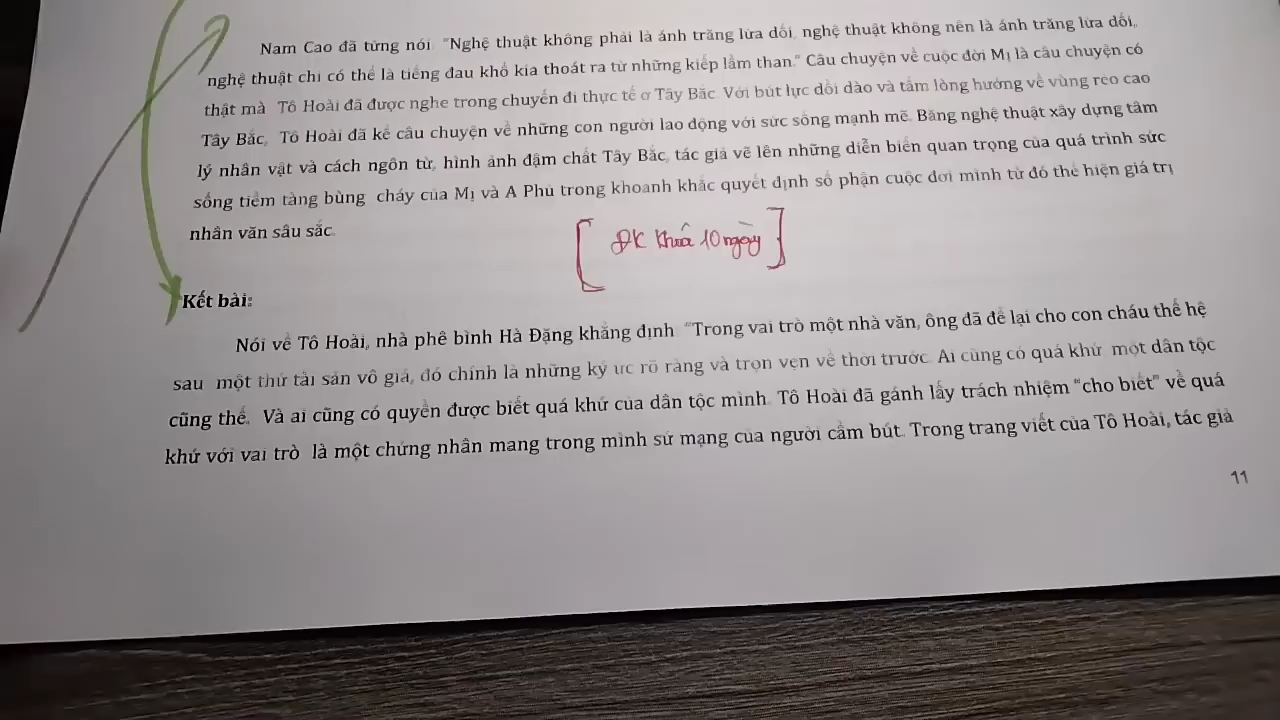 Nam Cao đã từng nói "Nghệ thuật không phải là ánh trăng lừa dối, nghệ thuật không nên là ánh trăng lừa dối,
nghệ thuật chỉ có thể là tiếng đau khổ kia thoát ra từ những kiếp lầm than." Câu chuyện về cuộc đời Mị là câu chuyện có
thật mà Tô Hoài đã được nghe trong chuyến đi thực tế ở Tây Bắc. Với bút lực dồi dào và tấm lòng hướng về vùng rẻo cao
Tây Bắc, Tô Hoài đã kể câu chuyện về những con người lao động với sức sống mạnh mẽ. Bằng nghệ thuật xây dựng tâm
lý nhân vật và cách ngôn từ, hình ảnh đậm chất Tây Bắc, tác giả vẽ lên những diễn biến quan trọng của quá trình sức
sống tiềm tàng bùng cháy của Mị và A Phủ trong khoảnh khắc quyết định số phận cuộc đời mình từ đó thể hiện giá trị
nhân văn sâu sắc.
[ ĐK khoá 10 ngày ]
Kết bài:
Nói về Tô Hoài, nhà phê bình Hà Đặng khẳng định "Trong vai trò một nhà văn, ông đã để lại cho con cháu thế hệ
sau một thứ tài sản vô giá, đó chính là những ký ức rõ ràng và trọn vẹn về thời trước. Ai cũng có quá khứ một dân tộc
cũng thế. Và ai cũng có quyền được biết quá khứ của dân tộc mình. Tô Hoài đã gánh lấy trách nhiệm "cho biết" về quá
khứ với vai trò là một chứng nhân mang trong mình sứ mạng của người cầm bút. Trong trang viết của Tô Hoài, tác giả
11